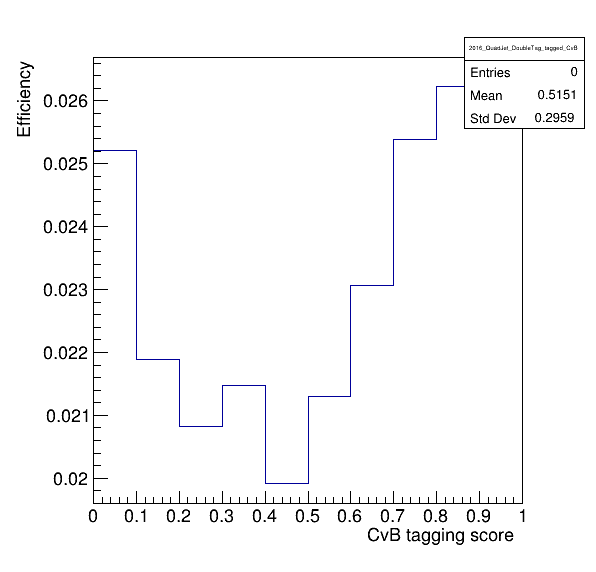 2016_QuadJet_DoubleTag_tagged_CvB
Entries 0
Mean 0.5151
Std Dev 0.2959
Efficiency
0.026
0.025
0.024
0.023
0.022
0.021
0.02
0 0.1 0.2 0.3 0.4 0.5 0.6 0.7 0.8 0.9 1
CvB tagging score